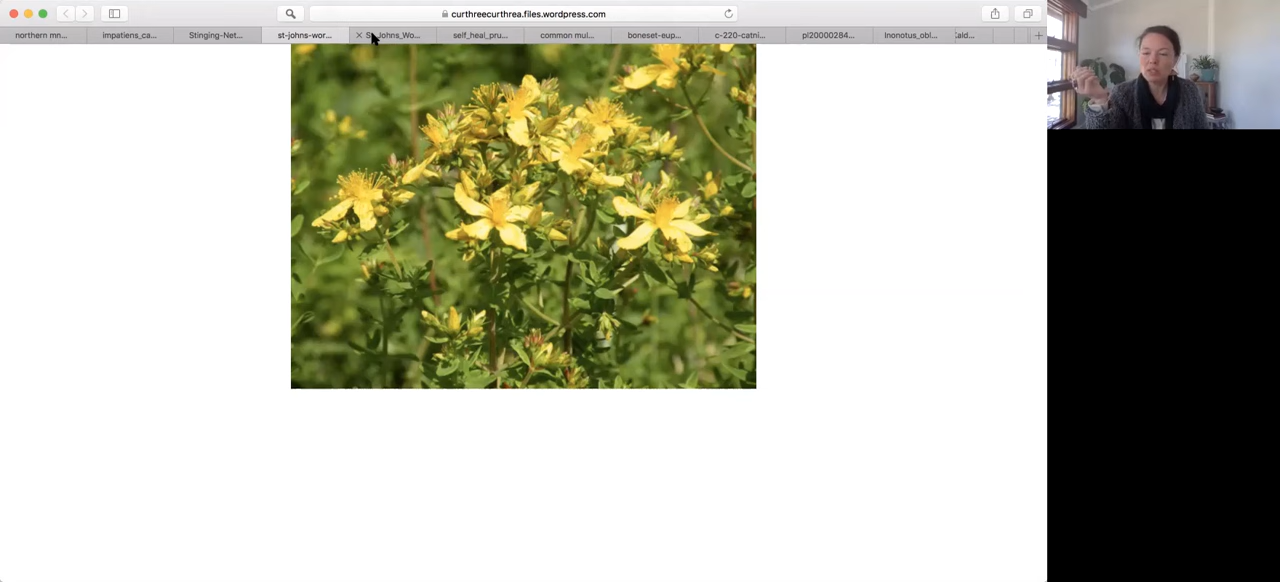 curthreecurthrea.files.wordpress.com
northern mn... impatiens_ca... Stinging-Net... st-johns-wor... St_Johns_Wo... self_heal_pru... common mul... boneset-eup... c-220-catni... pl20000284... Inonotus_obl...